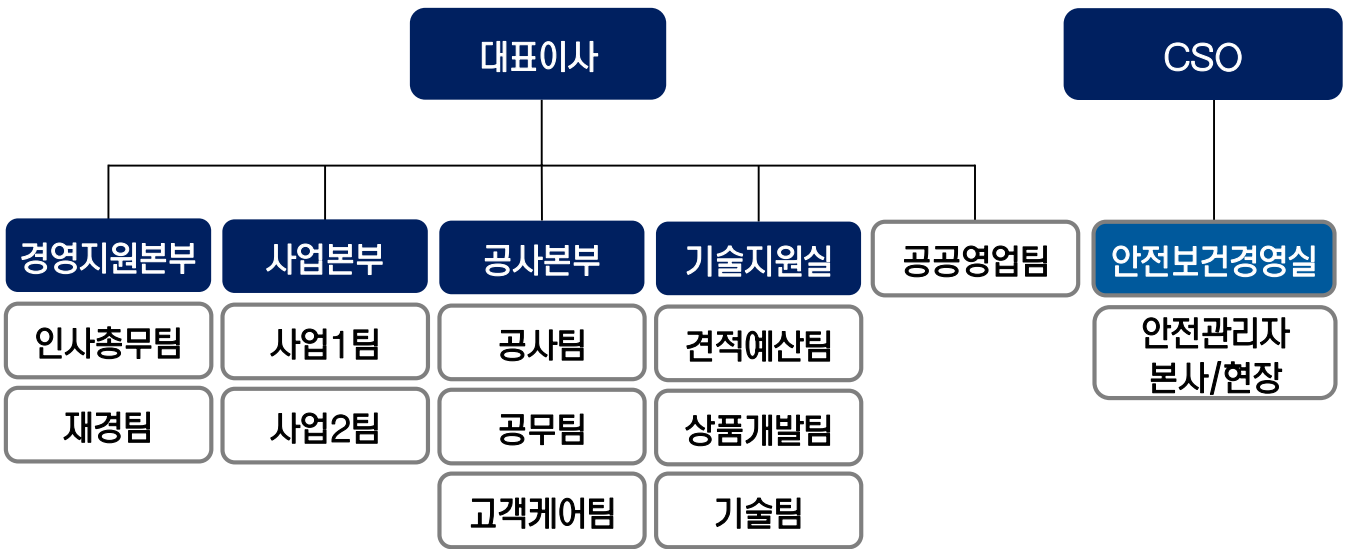 대표이사
CSO
경영지원본부
사업본부
공사본부
기술지원실
공공영업팀
안전보건경영실
인사총무팀
사업1팀
공사팀
견적예산팀
안전관리자
본사/현장
재경팀
사업2팀
공무팀
상품개발팀
고객케어팀
기술팀